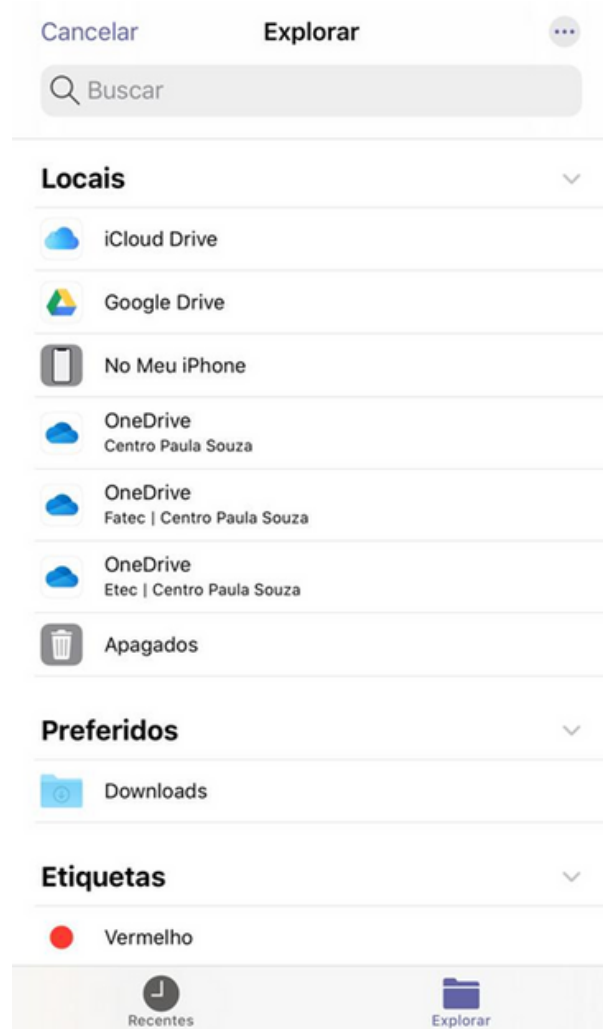 Cancelar Explorar
Buscar
Locais
iCloud Drive
Google Drive
No Meu iPhone
OneDrive
Centro Paula Souza
OneDrive
Fatec | Centro Paula Souza
OneDrive
Etec | Centro Paula Souza
Apagados
Preferidos
Downloads
Etiquetas
Vermelho
Recentes Explorar